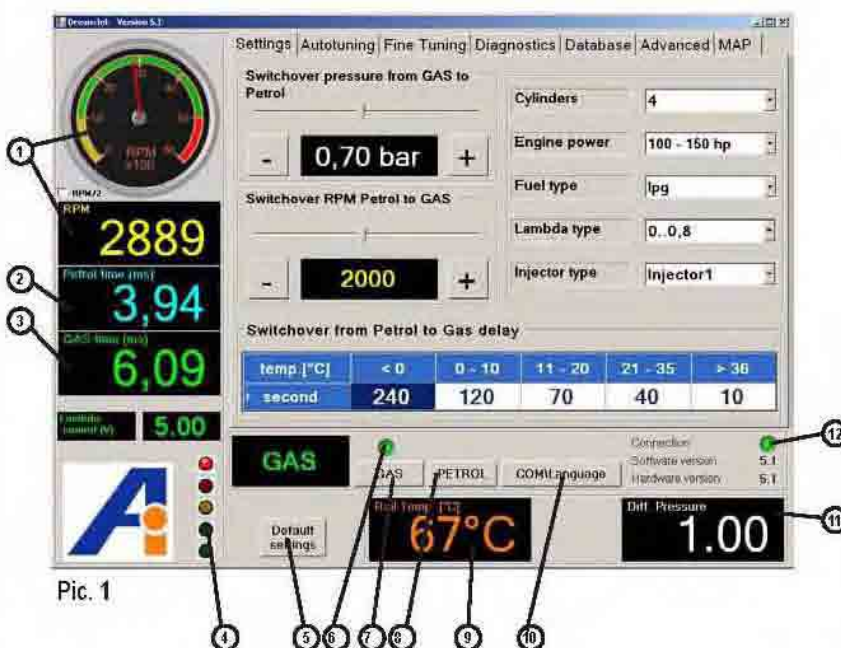 DreamJet Version 5.1
Settings Autotuning Fine Tuning Diagnostics Database Advanced MAP
RPM
x100
RPM/2
RPM
2889
Petrol time (ms)
3,94
GAS time (ms)
6,09
Lambda
5.00
Switchover pressure from GAS to
Petrol
-
0,70 bar
+
Switchover RPM Petrol to GAS
-
2000
+
Cylinders 4
Engine power 100 - 150 hp
Fuel type lpg
Lambda type 0..0,8
Injector type Injector1
Switchover from Petrol to Gas delay
temp [°C] < 0 0 - 10 11 - 20 21 - 35 > 36
second 240 120 70 40 10
GAS
GAS PETROL COM\Language
Connection
Software version 5.1
Hardware version 5.1
Default
settings
Rail Temp.
67°C
Diff. Pressure
1.00
Ai
1
2
3
4
5
6
7
8
9
10
11
12
Pic. 1